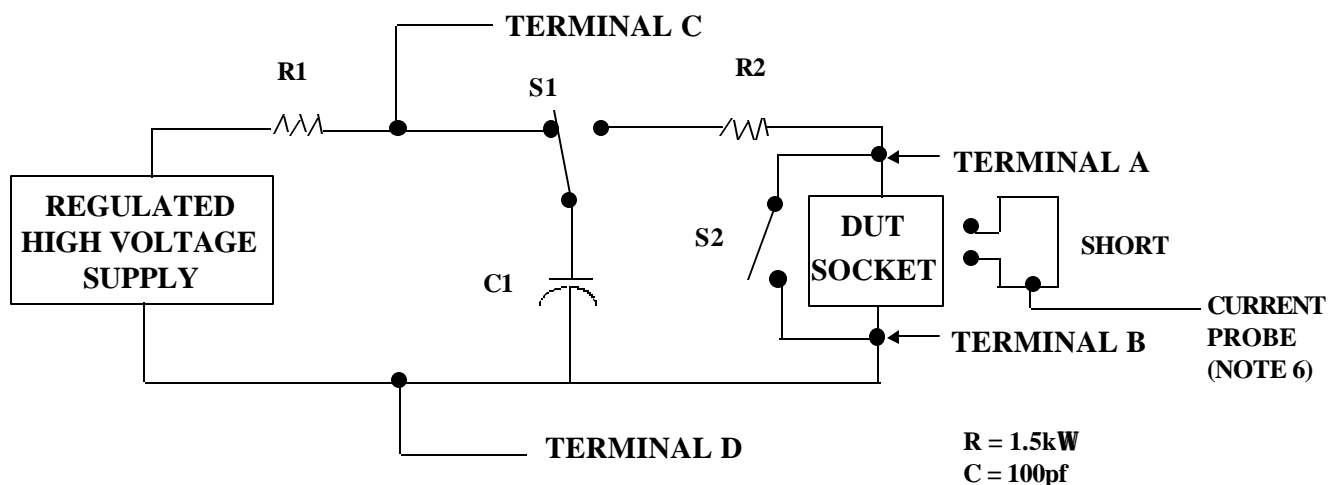 TERMINAL C
R1
R2
S1
TERMINAL A
REGULATED
HIGH VOLTAGE
SUPPLY
DUT
SOCKET
S2
SHORT
C1
CURRENT
PROBE
(NOTE 6)
TERMINAL B
TERMINAL D
R = 1.5kW
C = 100pf